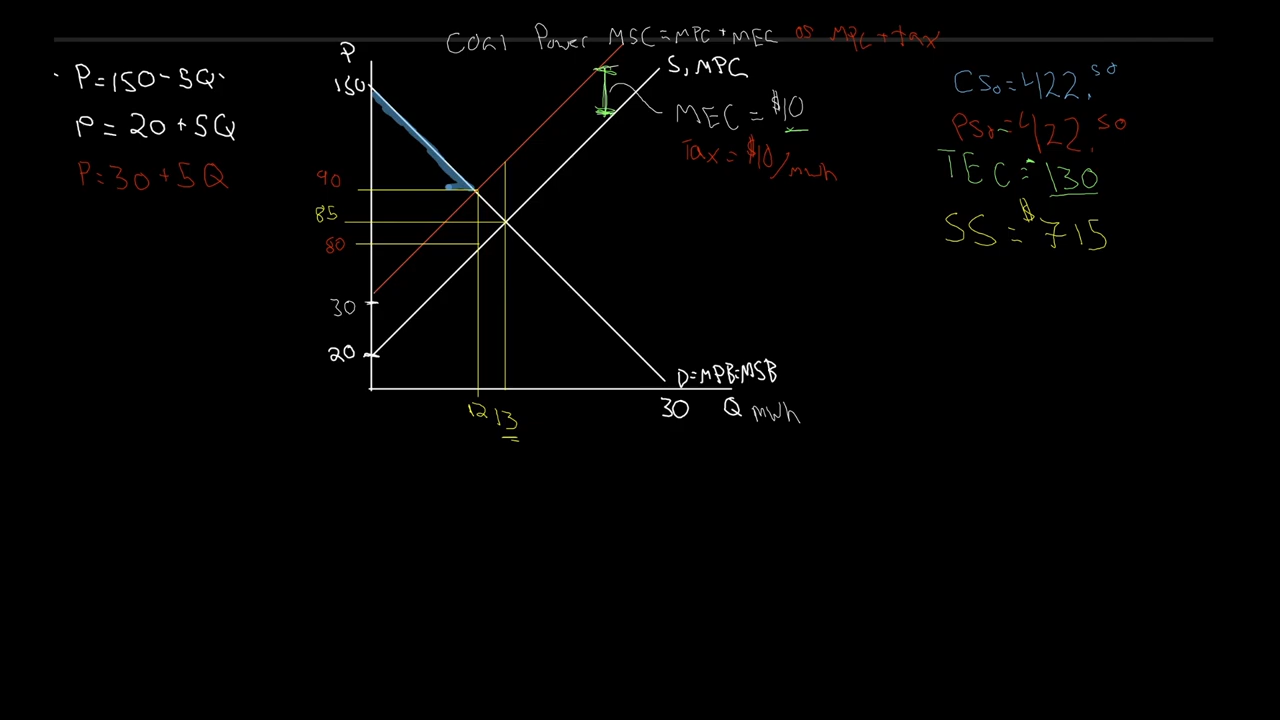 Coal Power MSC=MPC+MEC or MPC+tax
P=150-5Q
P=20+5Q
P=30+5Q
P
150
90
85
80
30
20
S, MPC
MEC=$10
Tax=$10/mwh
D=MPB=MSB
12 13
30 Q mwh
CS₀=422.50
PS₀=422.50
TEC=130
SS=$715